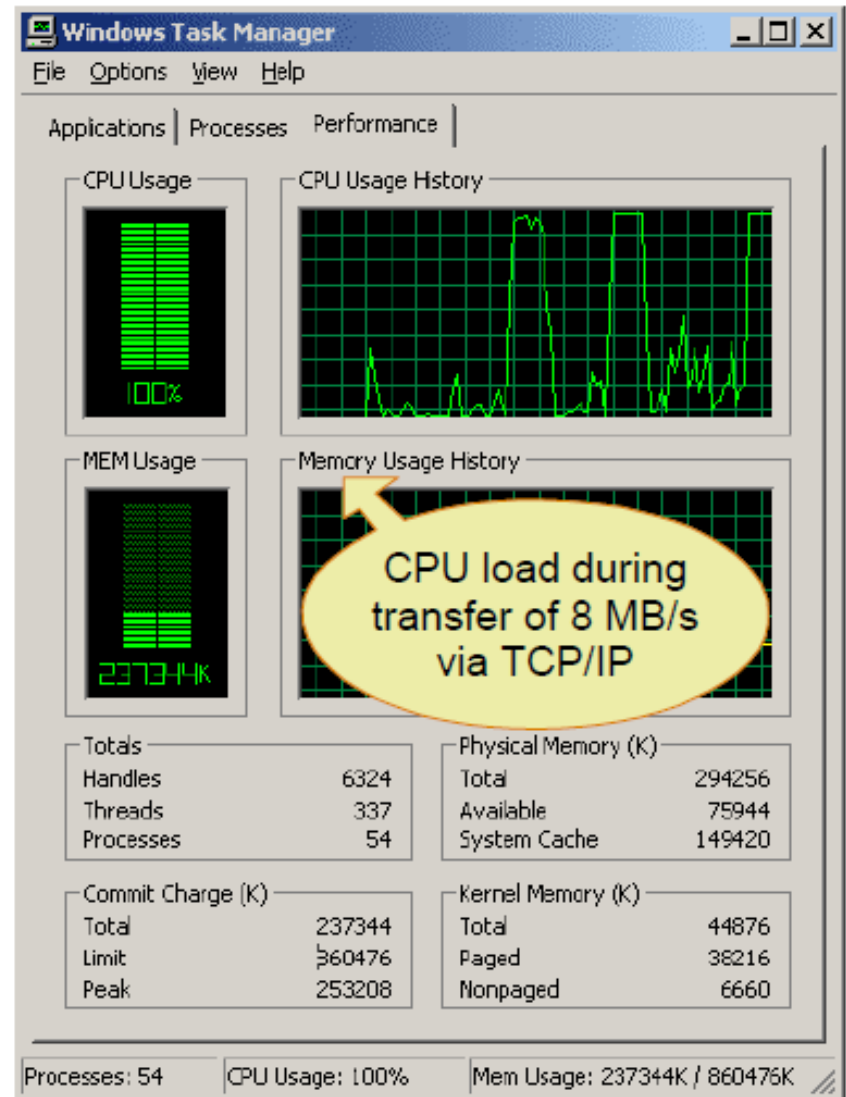 Windows Task Manager
File Options View Help
Applications Processes Performance
CPU Usage
CPU Usage History
100%
MEM Usage
Memory Usage History
237344K
CPU load during
transfer of 8 MB/s
via TCP/IP
Totals
Handles 6324
Threads 337
Processes 54
Physical Memory (K)
Total 294256
Available 75944
System Cache 149420
Commit Charge (K)
Total 237344
Limit 860476
Peak 253208
Kernel Memory (K)
Total 44876
Paged 38216
Nonpaged 6660
Processes: 54 CPU Usage: 100% Mem Usage: 237344K / 860476K